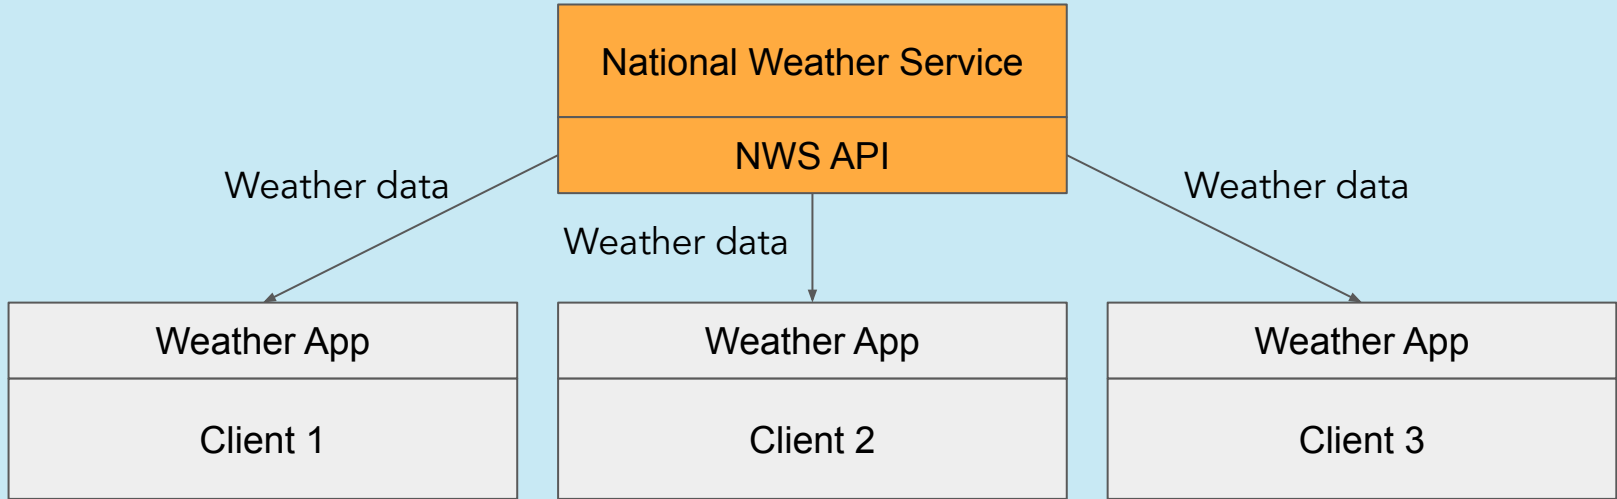 National Weather Service
NWS API
Weather data
Weather data
Weather data
Weather App
Client 1
Weather App
Client 2
Weather App
Client 3